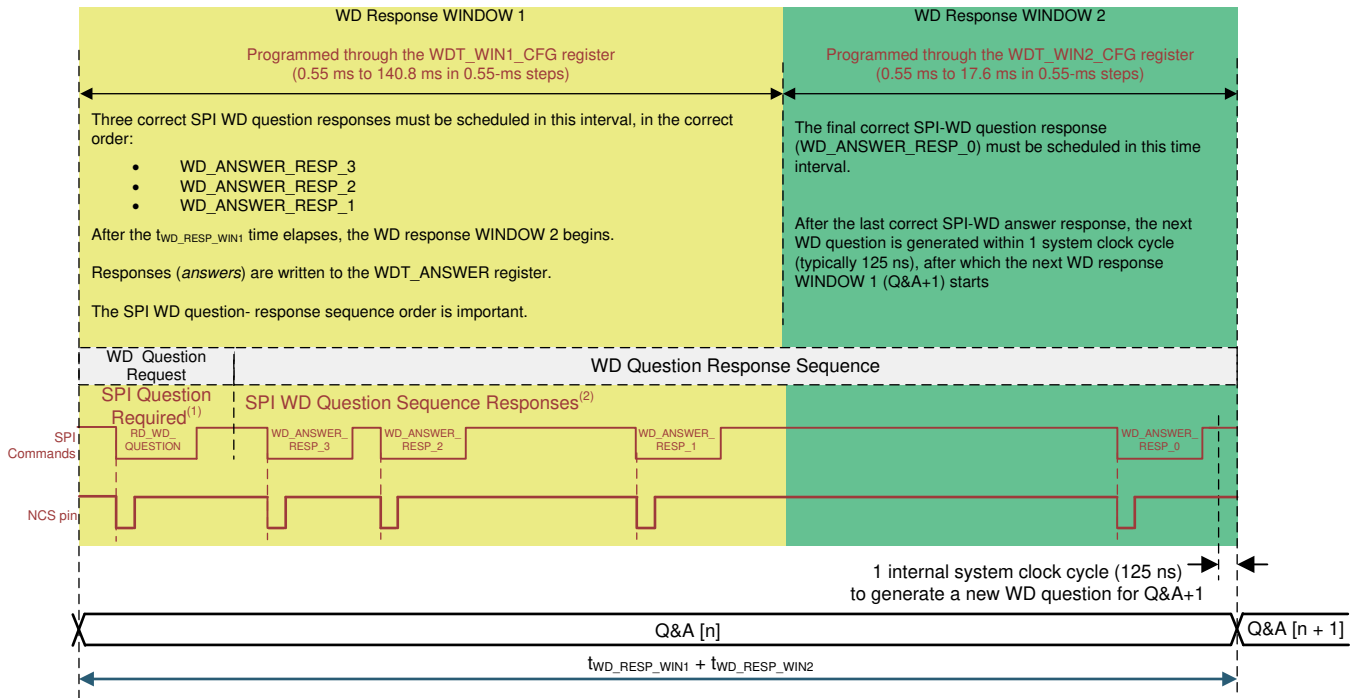 WD Response WINDOW 1
WD Response WINDOW 2
Programmed through the WDT_WIN1_CFG register
(0.55 ms to 140.8 ms in 0.55-ms steps)
Programmed through the WDT_WIN2_CFG register
(0.55 ms to 17.6 ms in 0.55-ms steps)
Three correct SPI WD question responses must be scheduled in this interval, in the correct
order:
• WD_ANSWER_RESP_3
• WD_ANSWER_RESP_2
• WD_ANSWER_RESP_1
After the tWD_RESP_WIN1 time elapses, the WD response WINDOW 2 begins.
Responses (answers) are written to the WDT_ANSWER register.
The SPI WD question- response sequence order is important.
The final correct SPI-WD question response
(WD_ANSWER_RESP_0) must be scheduled in this time
interval.
After the last correct SPI-WD answer response, the next
WD question is generated within 1 system clock cycle
(typically 125 ns), after which the next WD response
WINDOW 1 (Q&A+1) starts
WD Question
Request
WD Question Response Sequence
SPI Question
Required(1)
SPI WD Question Sequence Responses(2)
SPI
Commands
RD_WD_
QUESTION
WD_ANSWER_
RESP_3
WD_ANSWER_
RESP_2
WD_ANSWER_
RESP_1
WD_ANSWER_
RESP_0
NCS pin
1 internal system clock cycle (125 ns)
to generate a new WD question for Q&A+1
Q&A [n]
Q&A [n + 1]
tWD_RESP_WIN1 + tWD_RESP_WIN2